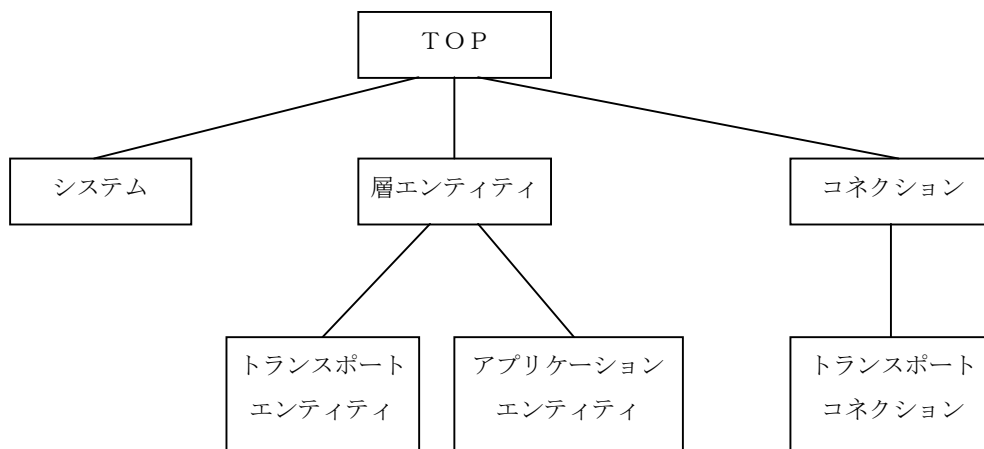 ＴＯＰ
システム
層エンティティ
コネクション
トランスポート
エンティティ
アプリケーション
エンティティ
トランスポート
コネクション